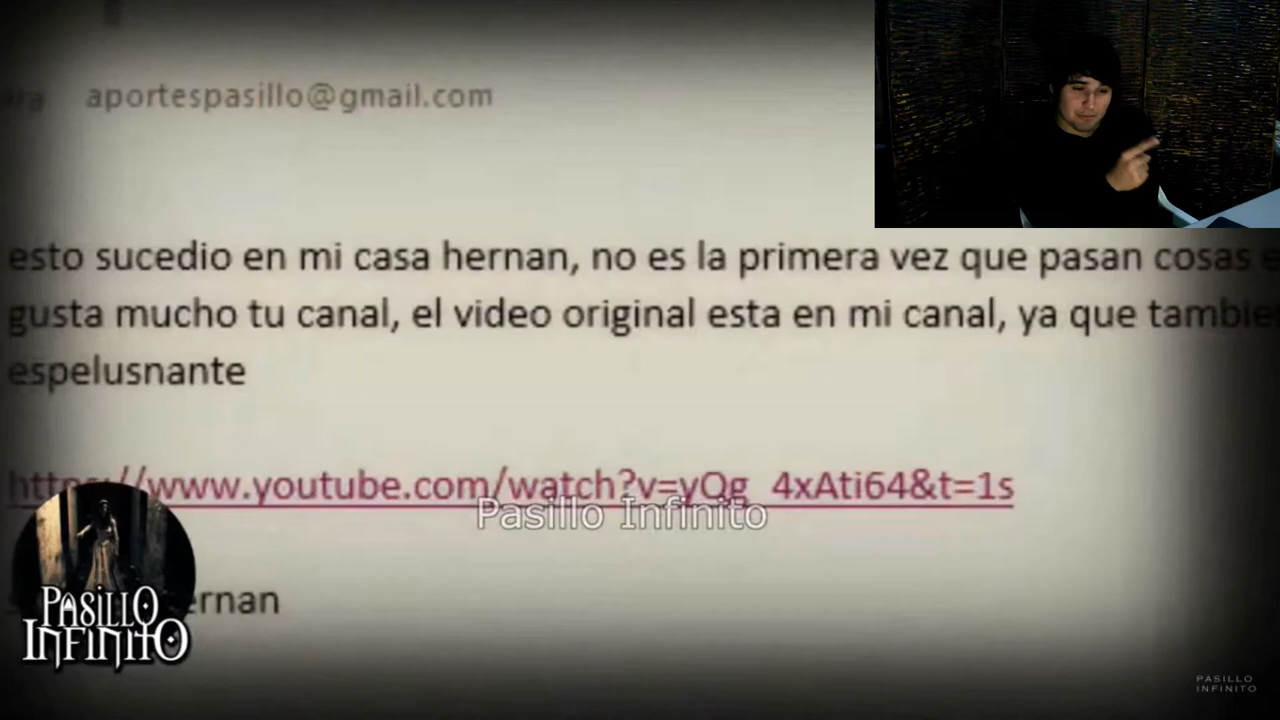 aportespasillo@gmail.com
esto sucedio en mi casa hernan, no es la primera vez que pasan cosas
gusta mucho tu canal, el video original esta en mi canal, ya que tambie
espelusnante
https://www.youtube.com/watch?v=yQg_4xAti64&t=1s
Pasillo Infinito
ernan
PASILLO
INFINITO
PASILLO
INFINITO